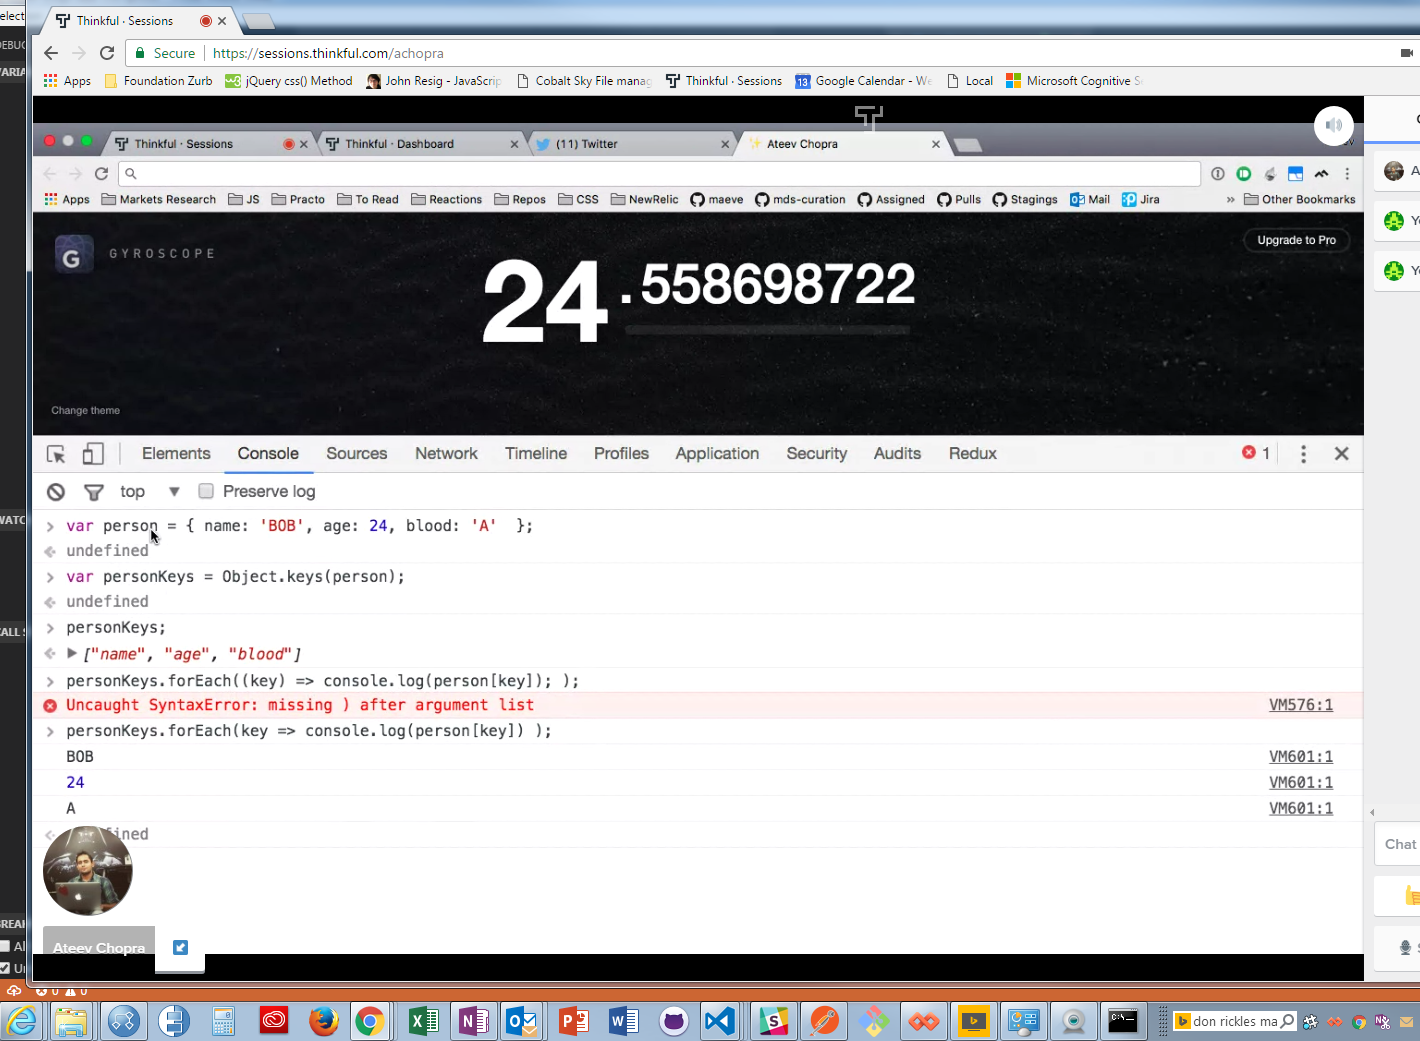 elect
Thinkful · Sessions
DEBUG
Secure https://sessions.thinkful.com/achopra
VARIA
Apps Foundation Zurb jQuery css() Method John Resig - JavaScrip Cobalt Sky File manag Thinkful · Sessions 13 Google Calendar - We Local Microsoft Cognitive S
Thinkful · Sessions Thinkful · Dashboard (11) Twitter Ateev Chopra
Apps Markets Research JS Practo To Read Reactions Repos CSS NewRelic maeve mds-curation Assigned Pulls Stagings Mail Jira » Other Bookmarks
G GYROSCOPE
Upgrade to Pro
24.558698722
Change theme
Elements Console Sources Network Timeline Profiles Application Security Audits Redux 1
top Preserve log
WATC
var person = { name: 'BOB', age: 24, blood: 'A' };
undefined
var personKeys = Object.keys(person);
undefined
CALL S
personKeys;
["name", "age", "blood"]
personKeys.forEach((key) => console.log(person[key]); );
Uncaught SyntaxError: missing ) after argument list VM576:1
personKeys.forEach(key => console.log(person[key]) );
BOB VM601:1
24 VM601:1
A VM601:1
ined
Chat
BREA
Al
Ateev Chopra
Un
0 0
don rickles ma